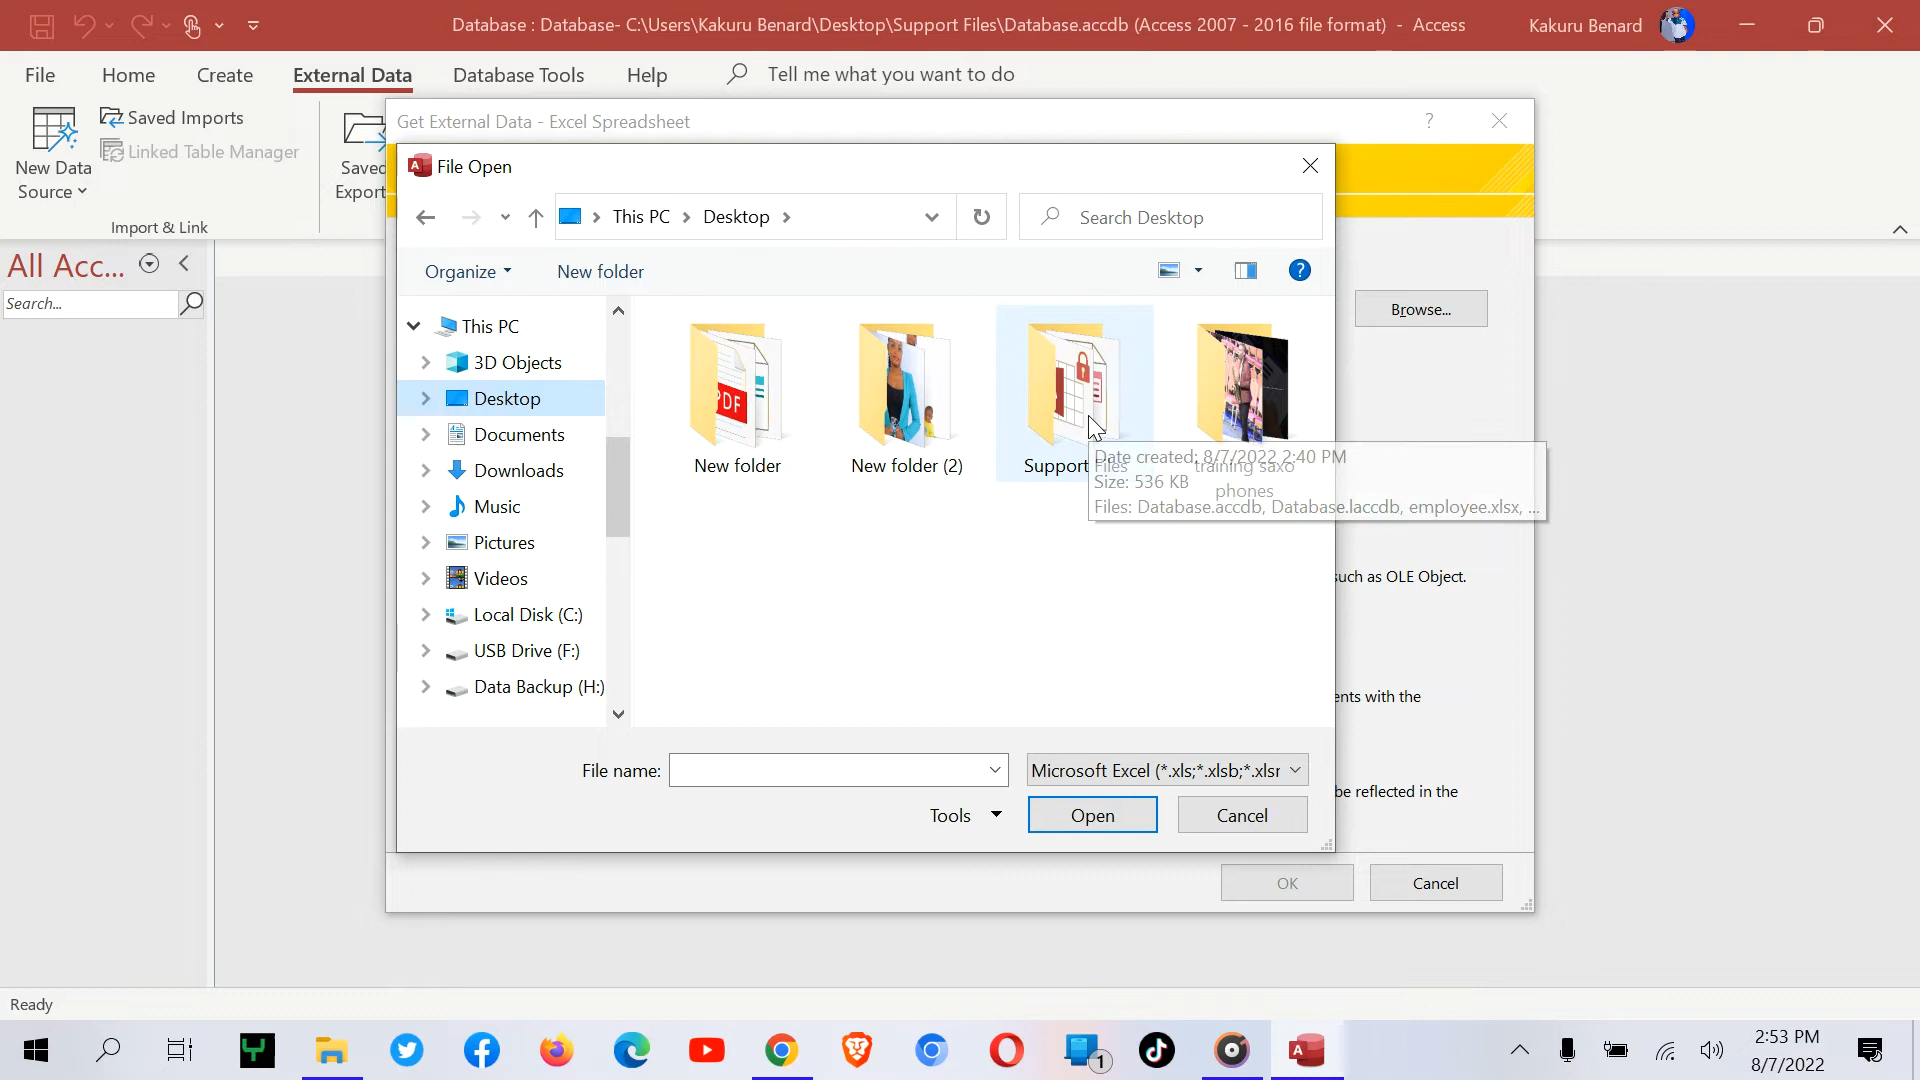 Database : Database- C:\Users\Kakuru Benard\Desktop\Support Files\Database.accdb (Access 2007 - 2016 file format) - Access
Kakuru Benard
File
Home
Create
External Data
Database Tools
Help
Tell me what you want to do
New Data
Source
Saved Imports
Linked Table Manager
Saved
Export
Import & Link
Get External Data - Excel Spreadsheet
?
File Open
This PC
Desktop
Search Desktop
Organize
New folder
?
All Acc...
Search...
Browse...
This PC
3D Objects
Desktop
Documents
Downloads
Music
Pictures
Videos
Local Disk (C:)
USB Drive (F:)
Data Backup (H:)
PDF
New folder
New folder (2)
Support Files
training saxo
phones
Date created: 8/7/2022 2:40 PM
Size: 536 KB
Files: Database.accdb, Database.laccdb, employee.xlsx, ...
such as OLE Object.
ents with the
be reflected in the
File name:
Microsoft Excel (*.xls;*.xlsb;*.xlsr
Tools
Open
Cancel
OK
Cancel
Ready
1
2:53 PM
8/7/2022